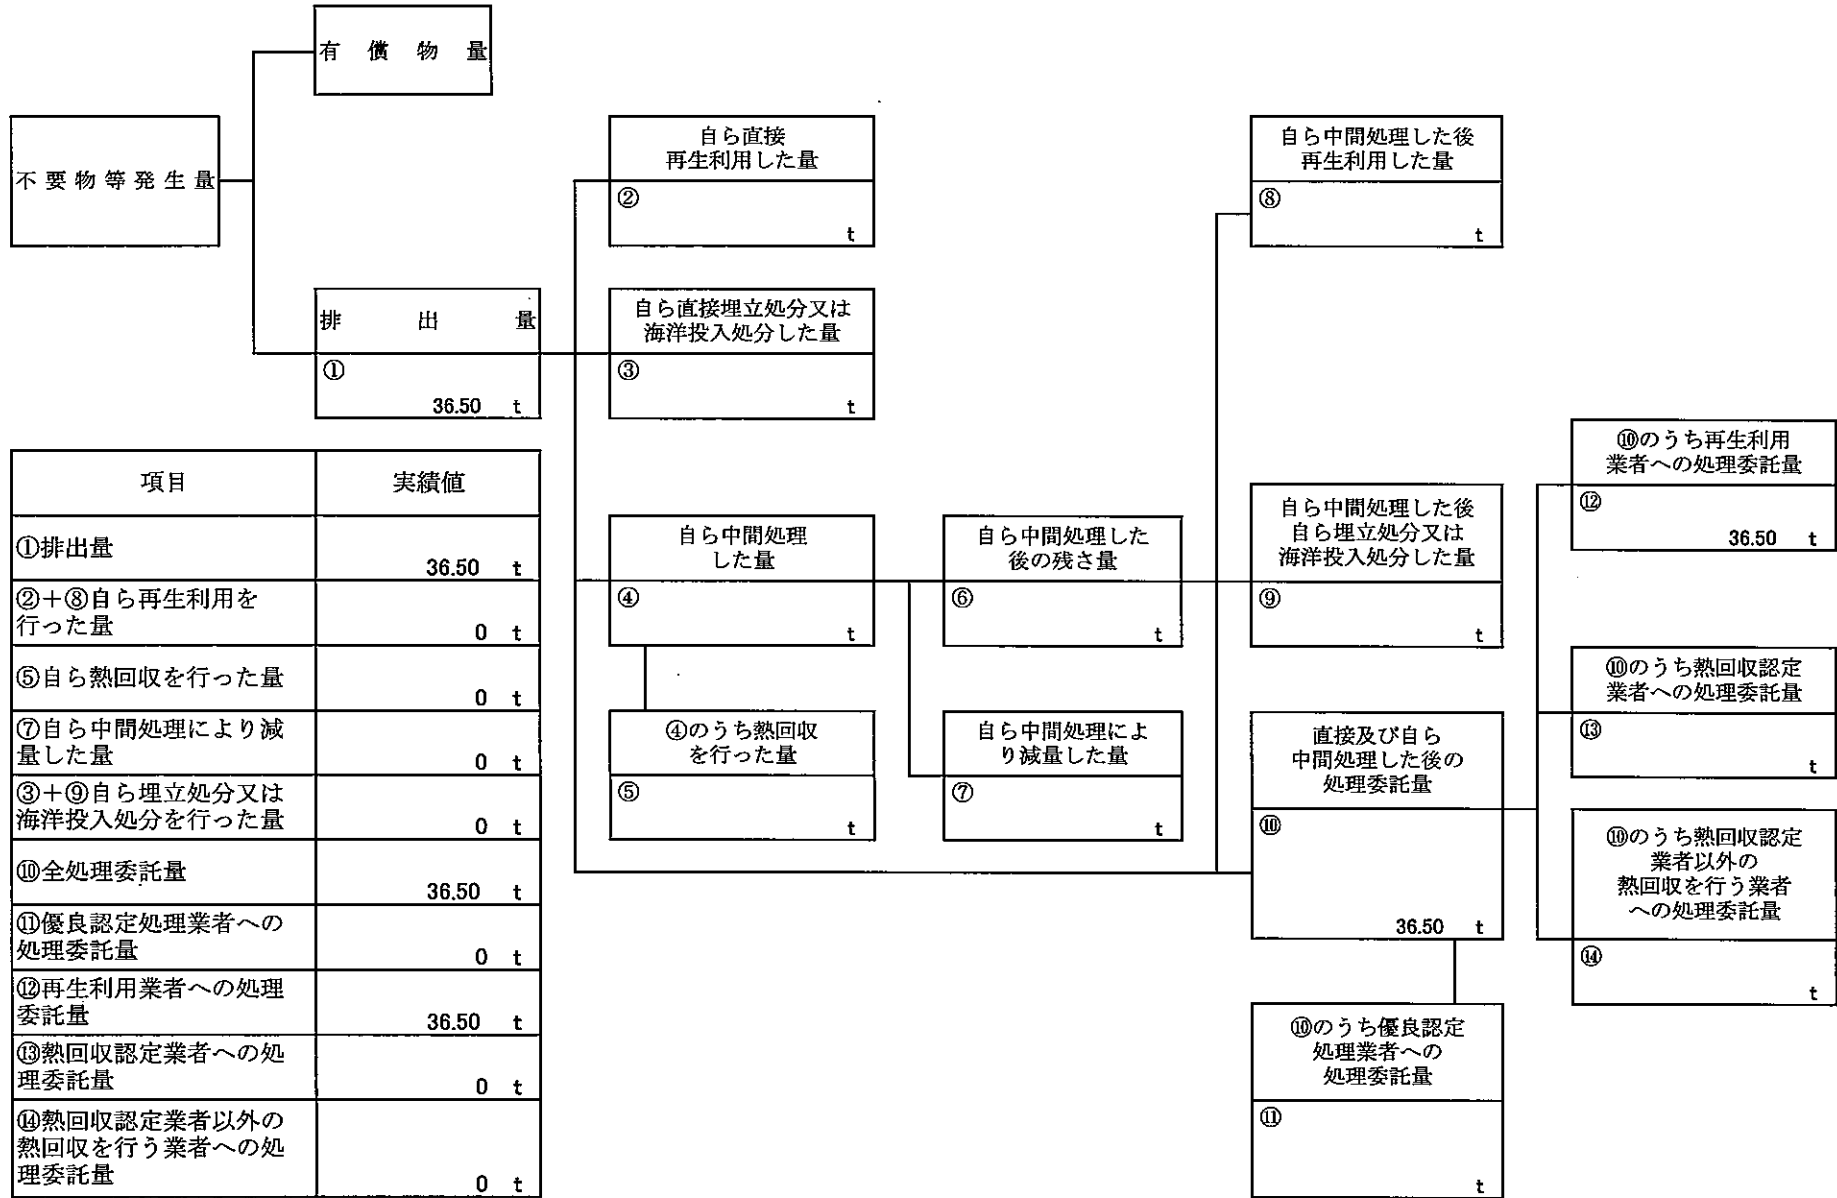 有償物量
不要物等発生量
自ら直接
再生利用した量
②
t
自ら中間処理した後
再生利用した量
⑧
t
排出量
①
36.50 t
自ら直接埋立処分又は
海洋投入処分した量
③
t
項目 実績値
①排出量
36.50 t
②+⑧自ら再生利用を
行った量
0 t
⑤自ら熱回収を行った量
0 t
⑦自ら中間処理により減
量した量
0 t
③+⑨自ら埋立処分又は
海洋投入処分を行った量
0 t
⑩全処理委託量
36.50 t
⑪優良認定処理業者への
処理委託量
0 t
⑫再生利用業者への処理
委託量
36.50 t
⑬熱回収認定業者への処
理委託量
0 t
⑭熱回収認定業者以外の
熱回収を行う業者への処
理委託量
0 t
自ら中間処理
した量
④
t
④のうち熱回収
を行った量
⑤
t
自ら中間処理した
後の残さ量
⑥
t
自ら中間処理によ
り減量した量
⑦
t
自ら中間処理した後
自ら埋立処分又は
海洋投入処分した量
⑨
t
直接及び自ら
中間処理した後の
処理委託量
⑩
36.50 t
⑩のうち優良認定
処理業者への
処理委託量
⑪
t
⑩のうち再生利用
業者への処理委託量
⑫
36.50 t
⑩のうち熱回収認定
業者への処理委託量
⑬
t
⑩のうち熱回収認定
業者以外の
熱回収を行う業者
への処理委託量
⑭
t